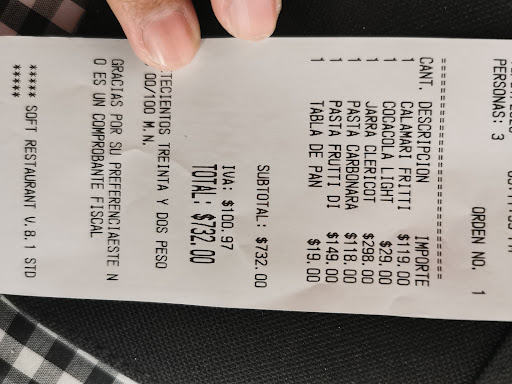 ORDEN NO. 1
PERSONAS: 3
==============================
CANT. DESCRIPCION IMPORTE
1 CALAMARI FRITTI $119.00
1 COCACOLA LIGHT $29.00
1 JARRA CLERICOT $298.00
1 PASTA CARBONARA $118.00
1 PASTA FRUTTI DI $149.00
1 TABLA DE PAN $19.00
SUBTOTAL: $732.00
IVA: $100.97
TOTAL: $732.00
TECIENTOS TREINTA Y DOS PESO
00/100 M.N.
GRACIAS POR SU PREFERENCIAESTE N
O ES UN COMPROBANTE FISCAL
***** SOFT RESTAURANT V.8.1 STD
*****